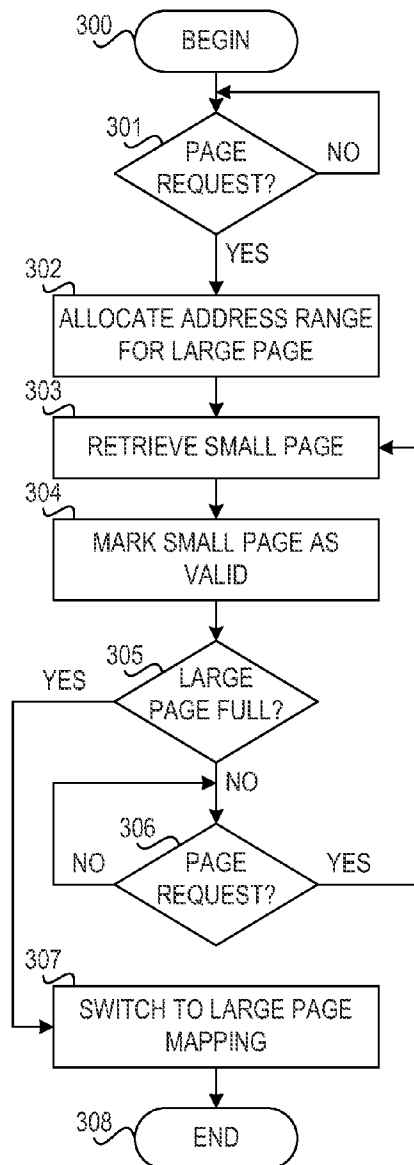 300
BEGIN
301
PAGE
REQUEST?
NO
YES
302
ALLOCATE ADDRESS RANGE
FOR LARGE PAGE
303
RETRIEVE SMALL PAGE
304
MARK SMALL PAGE AS
VALID
305
YES
LARGE
PAGE FULL?
NO
306
NO
PAGE
REQUEST?
YES
307
SWITCH TO LARGE PAGE
MAPPING
308
END